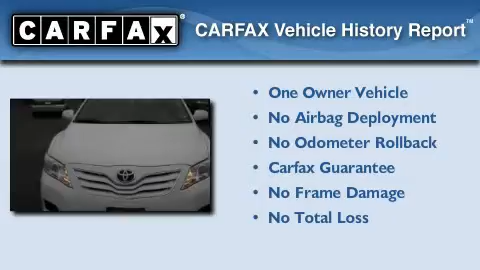 CARFAX
CARFAX Vehicle History Report™
• One Owner Vehicle
• No Airbag Deployment
• No Odometer Rollback
• Carfax Guarantee
• No Frame Damage
• No Total Loss